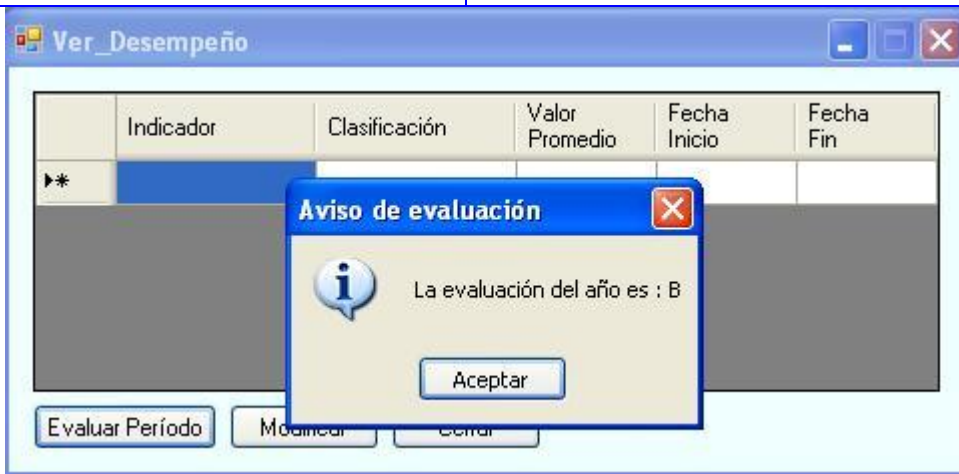 Ver_Desempeño
Indicador
Clasificación
Valor
Promedio
Fecha
Inicio
Fecha
Fin
Aviso de evaluación
La evaluación del año es : B
Aceptar
Evaluar Período